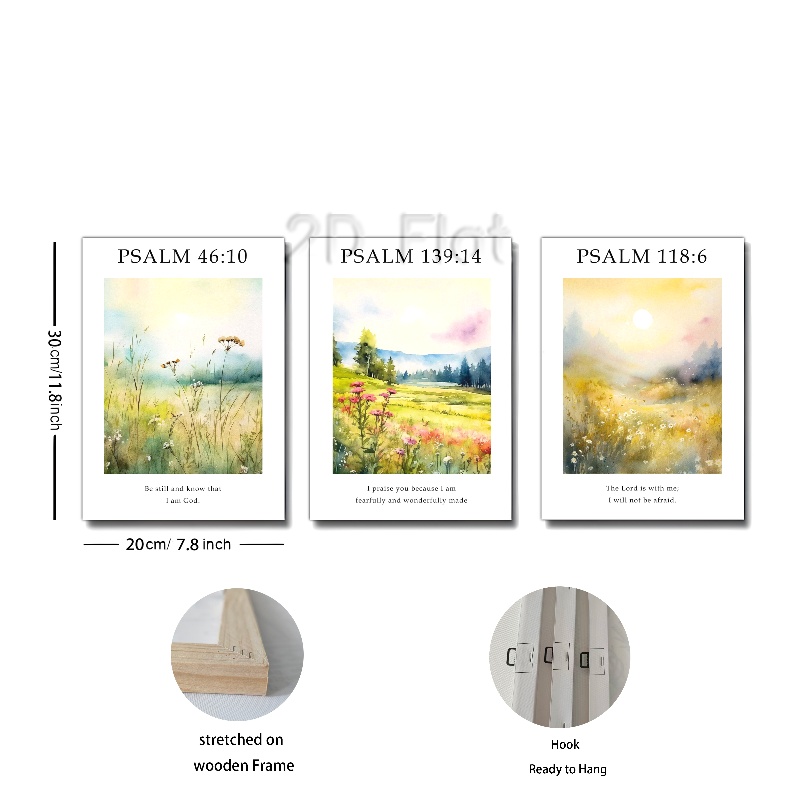 2D Flat
PSALM 46:10
PSALM 139:14
PSALM 118:6
30cm/11.8inch
Be still and know that
I am God.
I praise you because I am
fearfully and wonderfully made
The Lord is with me;
I will not be afraid.
20cm/ 7.8 inch
stretched on
wooden Frame
Hook
Ready to Hang